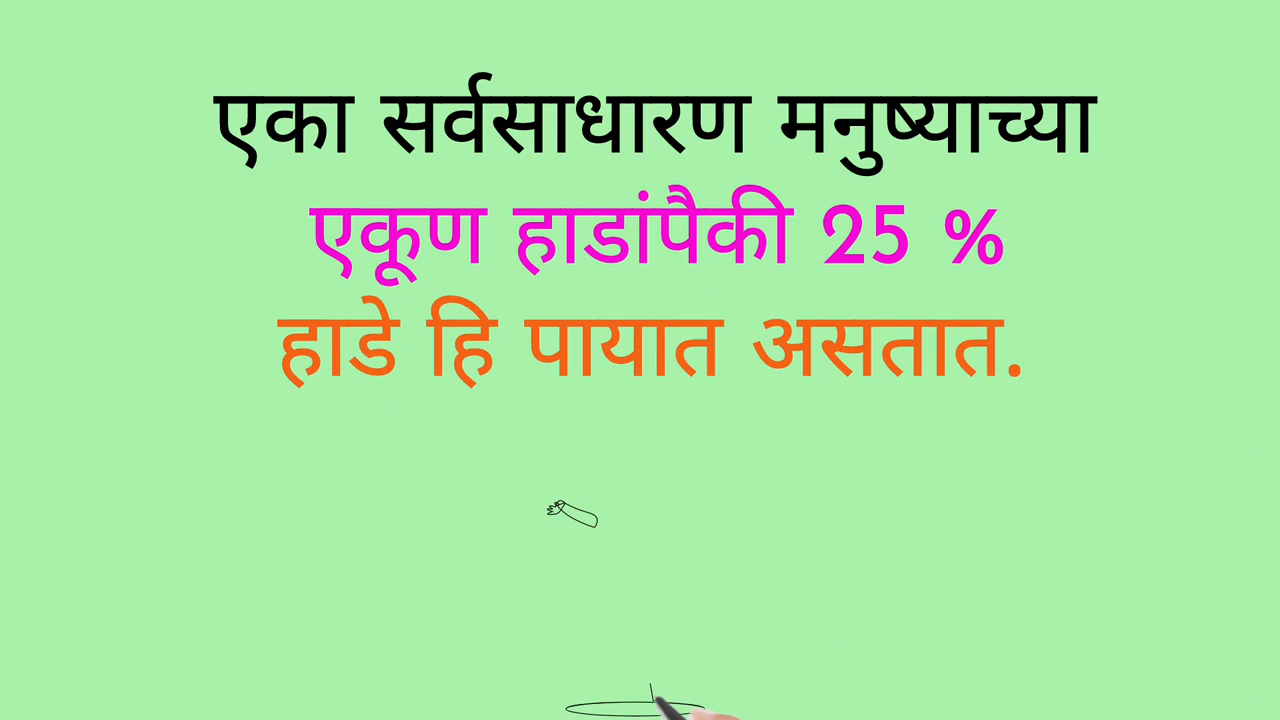 एका सर्वसाधारण मनुष्याच्या
एकूण हाडांपैकी 25 %
हाडे हि पायात असतात.